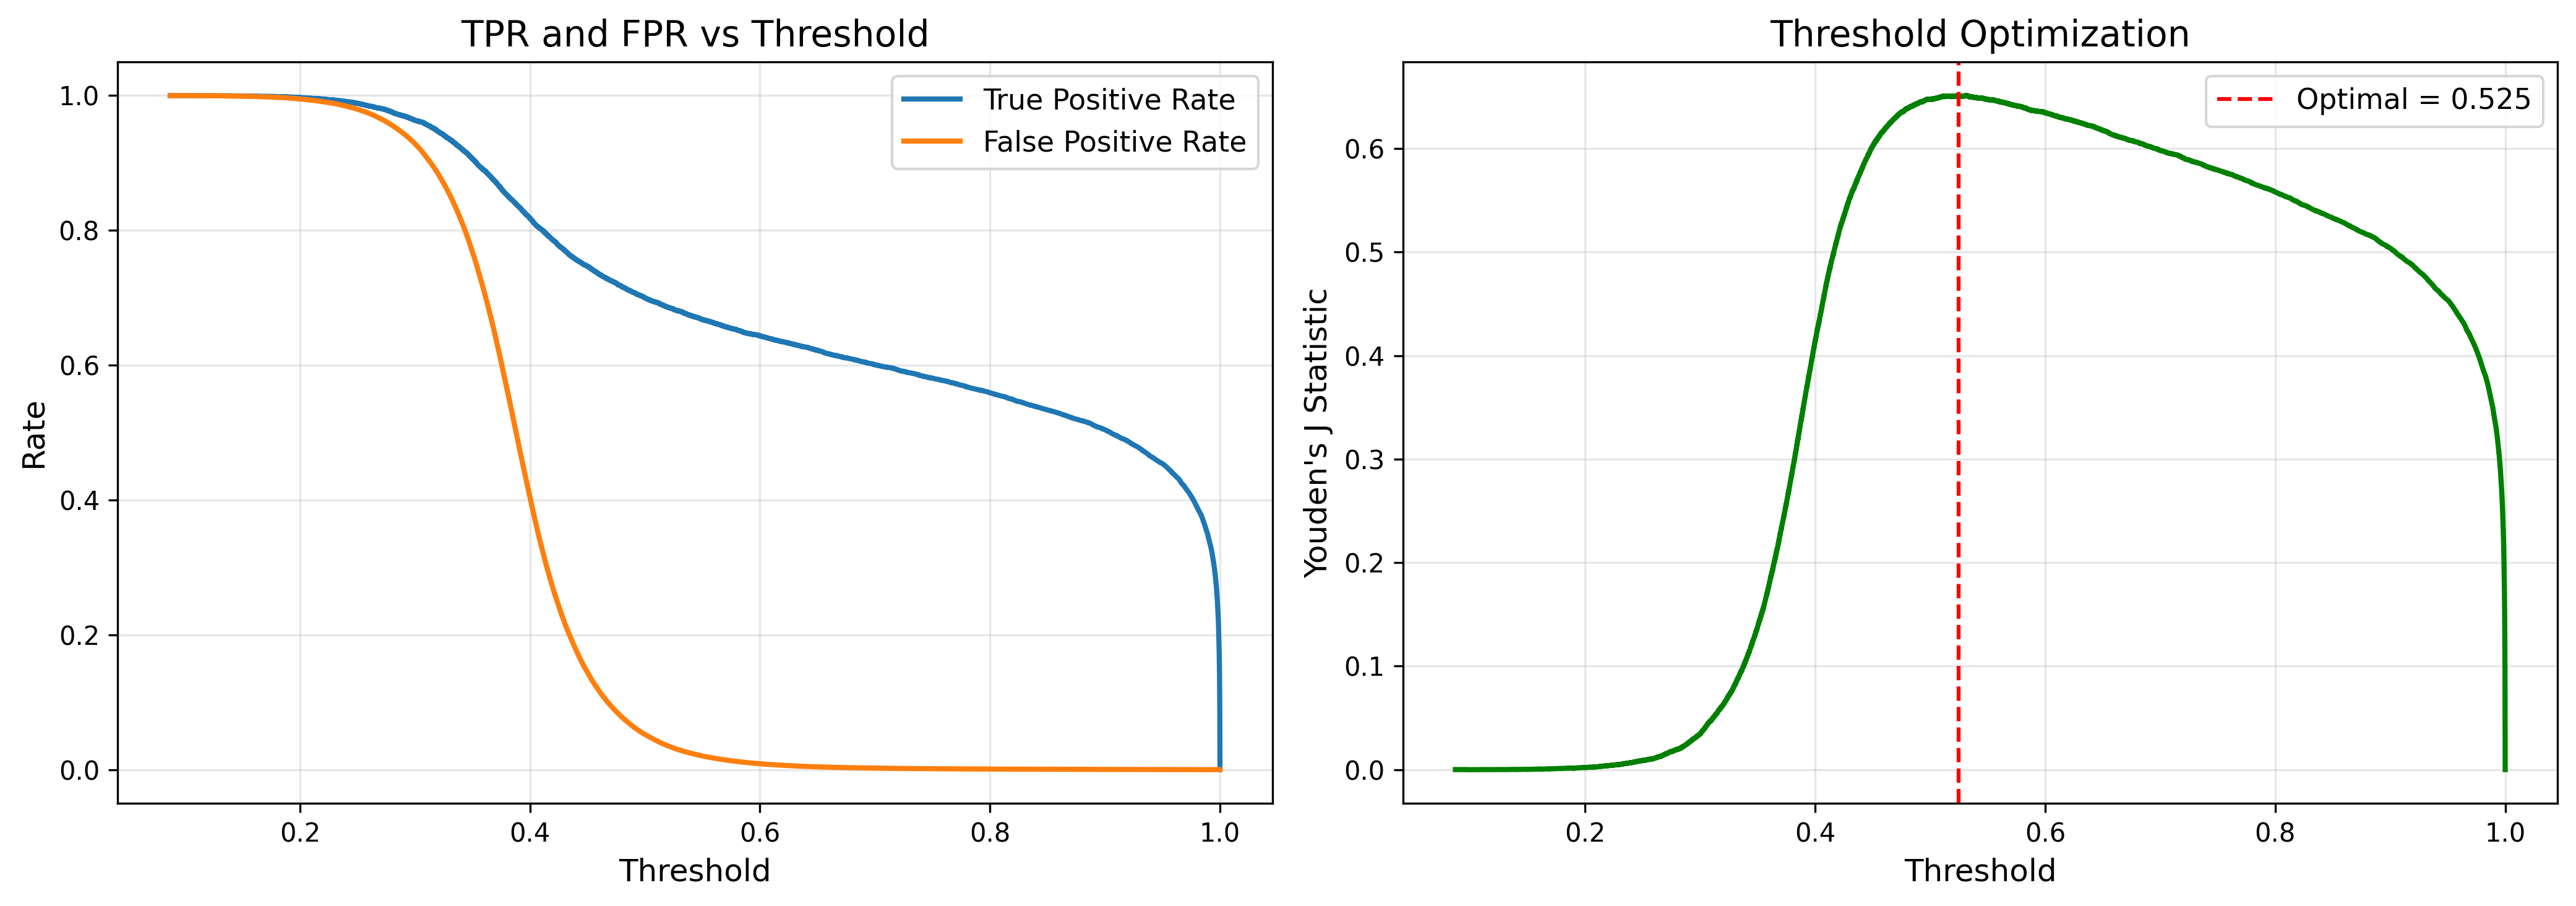 TPR and FPR vs Threshold
True Positive Rate
False Positive Rate
Rate
1.0
0.8
0.6
0.4
0.2
0.0
0.2 0.4 0.6 0.8 1.0
Threshold
Threshold Optimization
Optimal = 0.525
Youden's J Statistic
0.6
0.5
0.4
0.3
0.2
0.1
0.0
0.2 0.4 0.6 0.8 1.0
Threshold